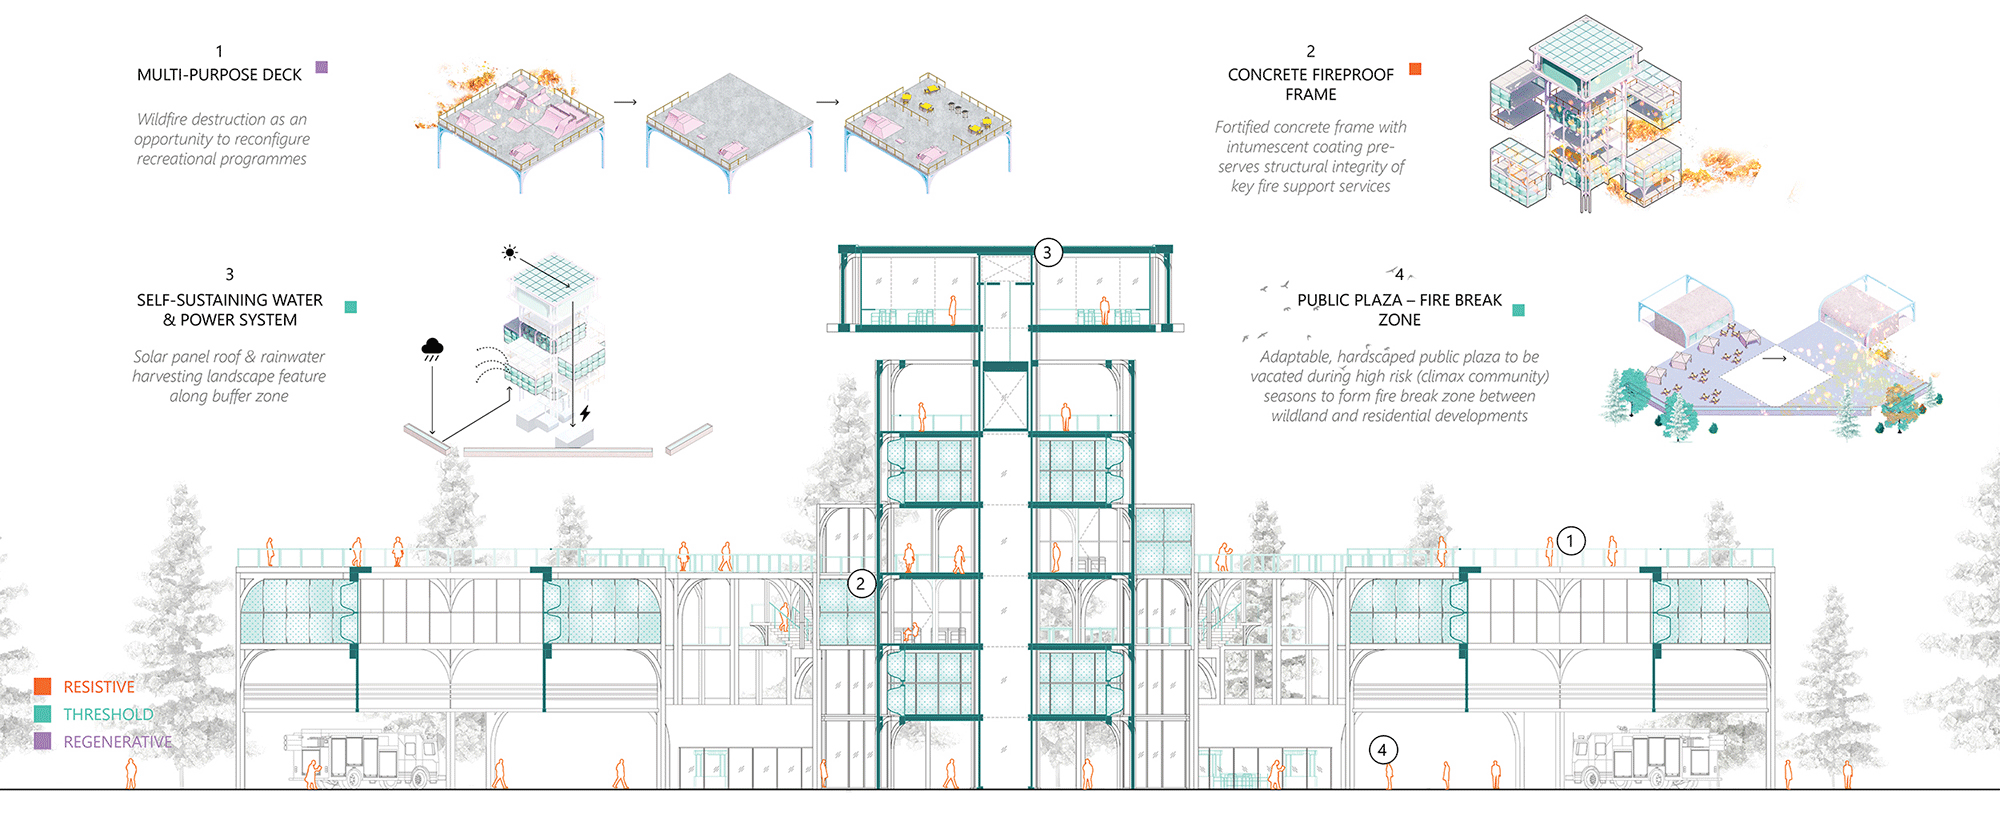 1
MULTI-PURPOSE DECK
Wildfire destruction as an
opportunity to reconfigure
recreational programmes
2
CONCRETE FIREPROOF
FRAME
Fortified concrete frame with
intumescent coating pre-
serves structural integrity of
key fire support services
3
SELF-SUSTAINING WATER
& POWER SYSTEM
Solar panel roof & rainwater
harvesting landscape feature
along buffer zone
4
PUBLIC PLAZA – FIRE BREAK
ZONE
Adaptable, hardscaped public plaza to be
vacated during high risk (climax community)
seasons to form fire break zone between
wildland and residential developments
3
1
2
4
RESISTIVE
THRESHOLD
REGENERATIVE